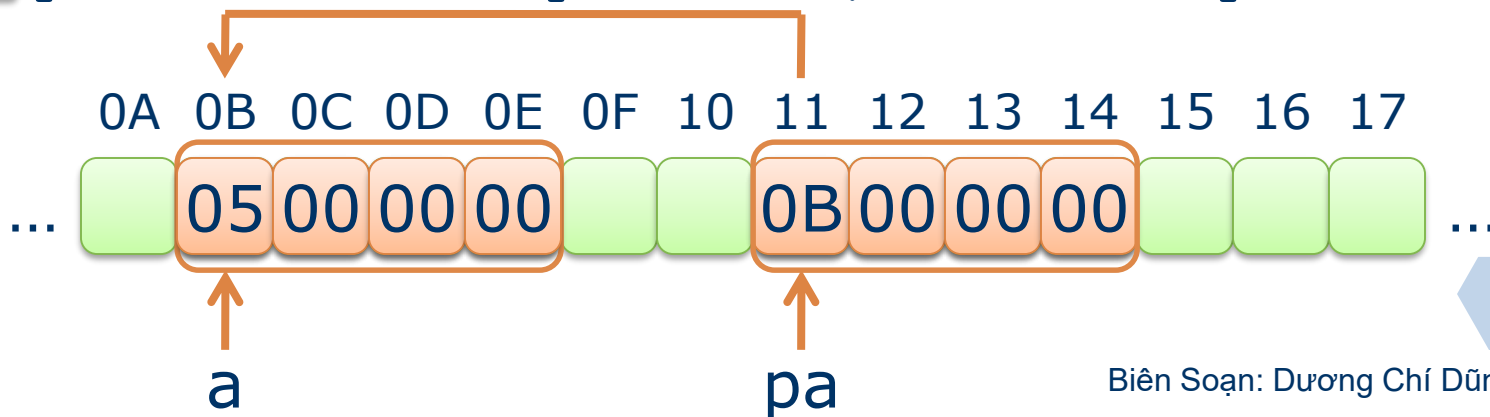 0A 0B 0C 0D 0E 0F 10 11 12 13 14 15 16 17
... 05 00 00 00 0B 00 00 00 ...
a pa
Biên Soạn: Dương Chí